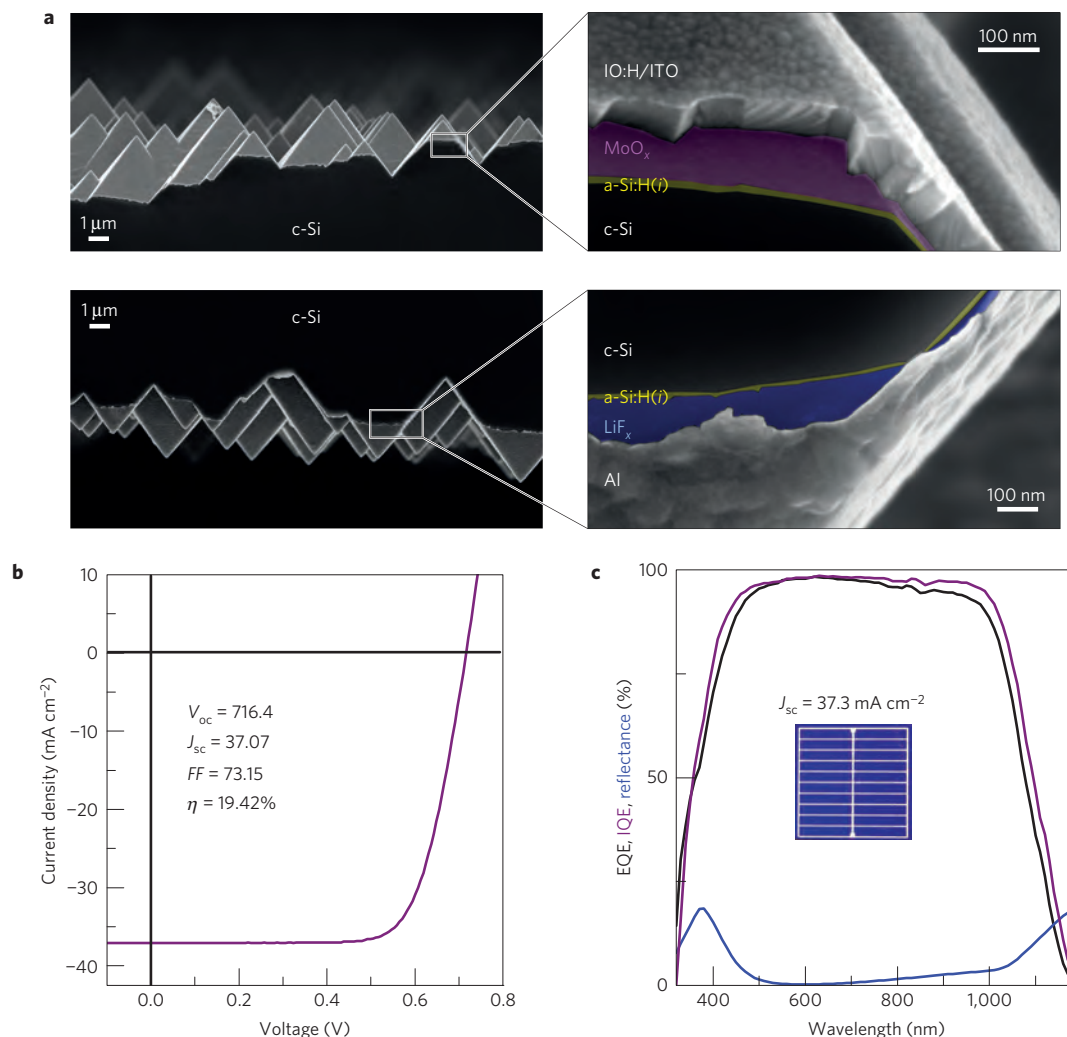 a
100 nm
IO:H/ITO
MoOₓ
a-Si:H(i)
c-Si
1 μm
c-Si
1 μm
c-Si
c-Si
a-Si:H(i)
LiFₓ
Al
100 nm
b
10
0
−10
−20
−30
−40
Current density (mA cm⁻²)
V_oc = 716.4
J_sc = 37.07
FF = 73.15
η = 19.42%
0.0
0.2
0.4
0.6
0.8
Voltage (V)
c
100
50
0
EQE, IQE, reflectance (%)
J_sc = 37.3 mA cm⁻²
400
600
800
1,000
Wavelength (nm)